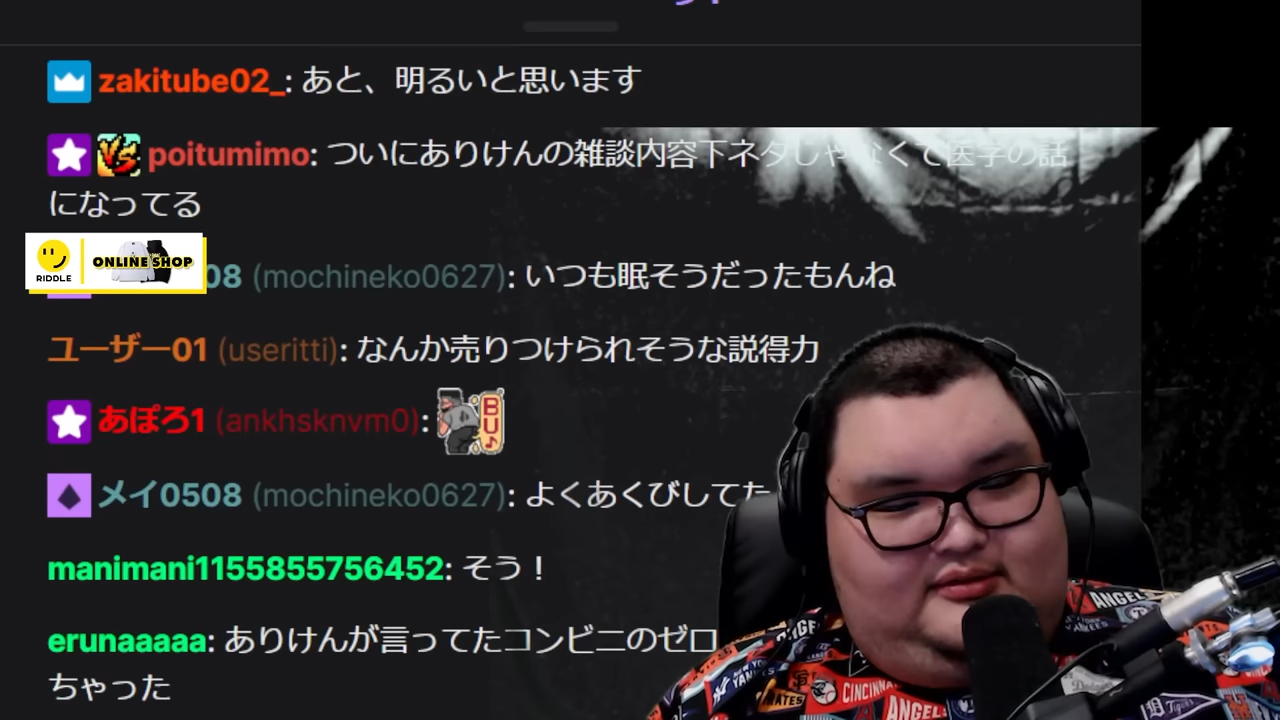 zakitube02_: あと、明るいと思います
poitumimo: ついにありけんの雑談内容下ネタじゃなくて医学の話
になってる
RIDDLE
ONLINE SHOP
08 (mochineko0627): いつも眠そうだったもんね
ユーザー01 (useritti): なんか売りつけられそうな説得力
あぽろ1 (ankhsknvm0):
BU♪
メイ0508 (mochineko0627): よくあくびしてた
manimani1155855756452: そう！
erunaaaaa: ありけんが言ってたコンビニのゼロ
ちゃった
ANGELS
YANKEES
CINCINNA
ANGELS